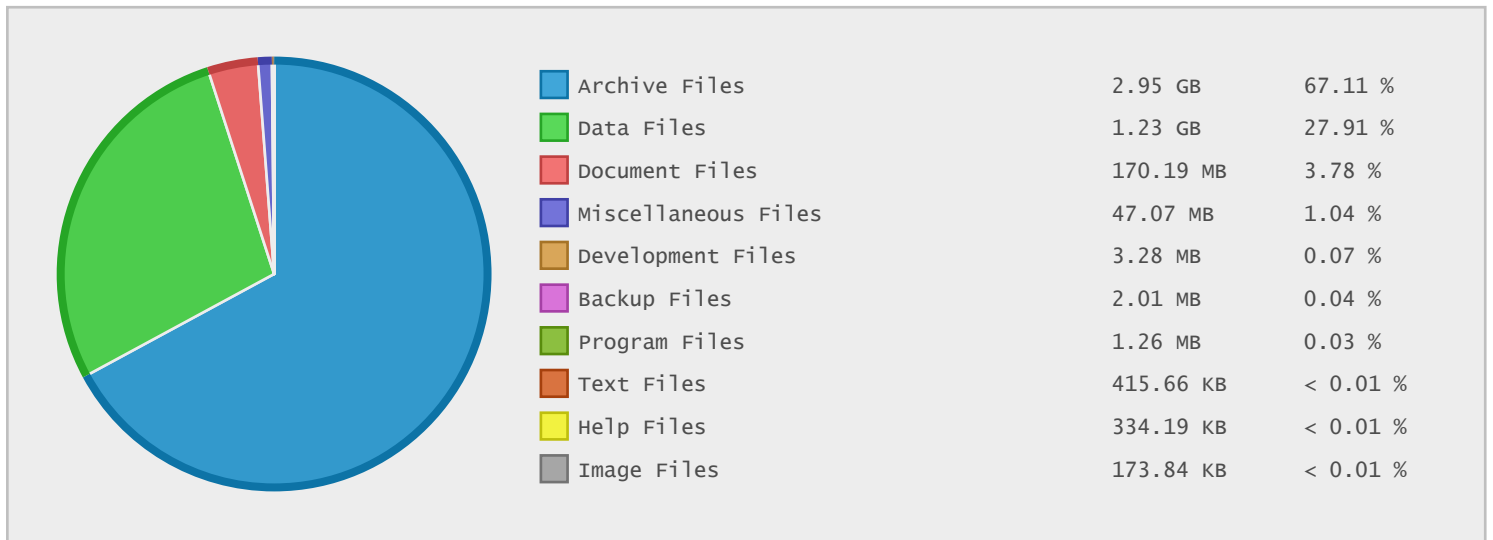 Archive Files 2.95 GB 67.11 %
Data Files 1.23 GB 27.91 %
Document Files 170.19 MB 3.78 %
Miscellaneous Files 47.07 MB 1.04 %
Development Files 3.28 MB 0.07 %
Backup Files 2.01 MB 0.04 %
Program Files 1.26 MB 0.03 %
Text Files 415.66 KB < 0.01 %
Help Files 334.19 KB < 0.01 %
Image Files 173.84 KB < 0.01 %